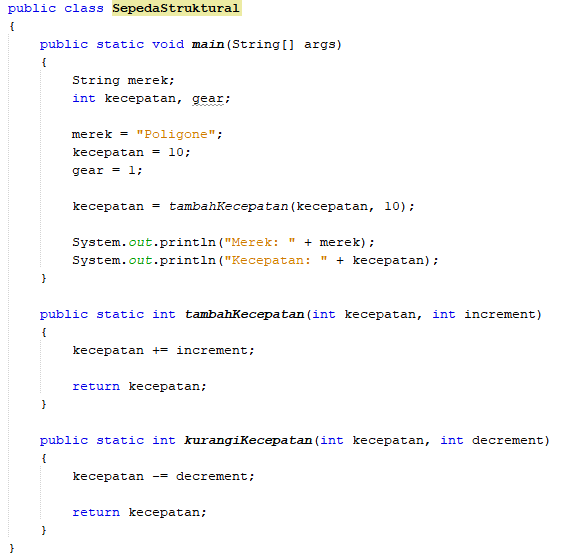 public class SepedaStruktural
{
    public static void main(String[] args)
    {
        String merek;
        int kecepatan, gear;

        merek = "Poligone";
        kecepatan = 10;
        gear = 1;

        kecepatan = tambahKecepatan(kecepatan, 10);

        System.out.println("Merek: " + merek);
        System.out.println("Kecepatan: " + kecepatan);
    }

    public static int tambahKecepatan(int kecepatan, int increment)
    {
        kecepatan += increment;

        return kecepatan;
    }

    public static int kurangiKecepatan(int kecepatan, int decrement)
    {
        kecepatan -= decrement;

        return kecepatan;
    }
}